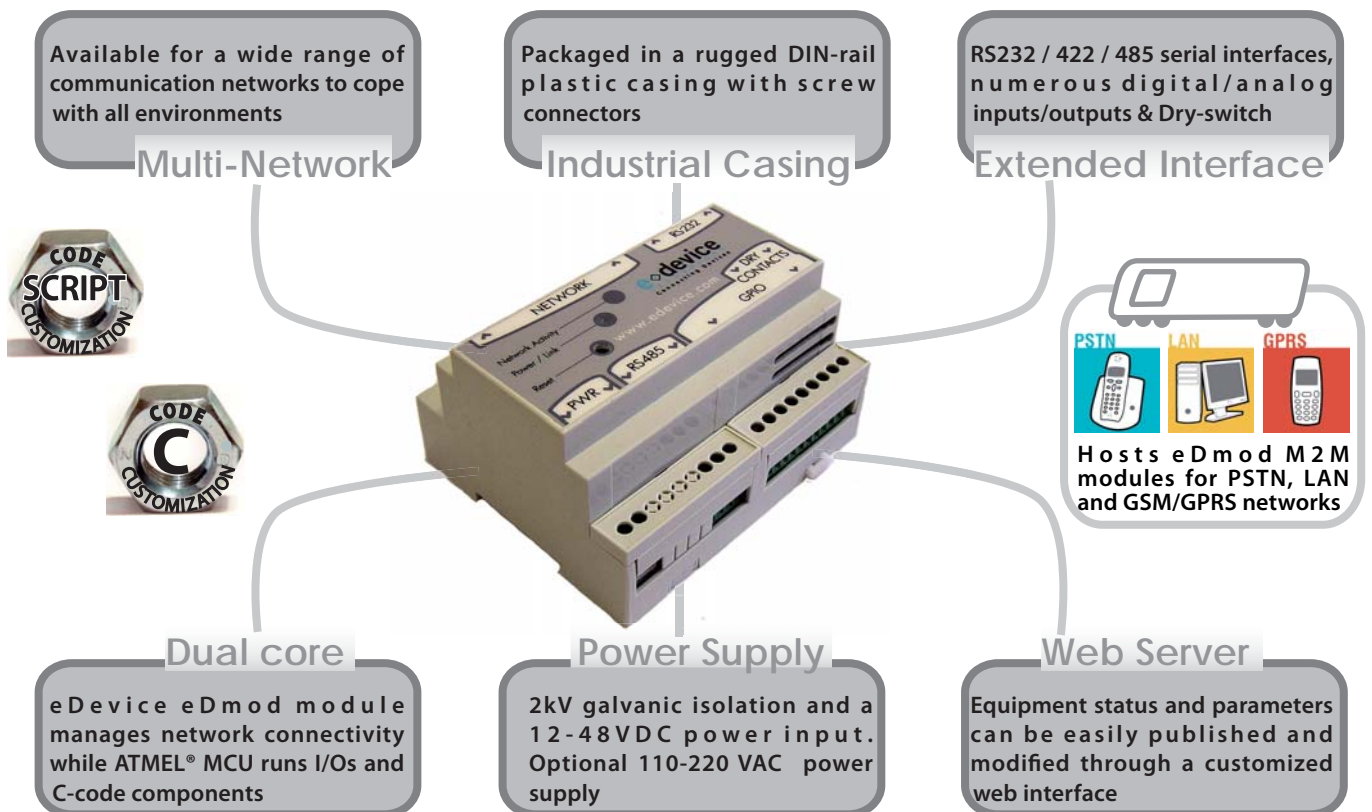 Available for a wide range of
communication networks to cope
with all environments
Multi-Network
Packaged in a rugged DIN-rail
plastic casing with screw
connectors
Industrial Casing
RS232 / 422 / 485 serial interfaces,
numerous digital/analog
inputs/outputs & Dry-switch
Extended Interface
CODE
SCRIPT
CUSTOMIZATION
CODE
C
CUSTOMIZATION
NETWORK
RS232
e-device
Connecting Devices
www.edevice.com
DRY
CONTACTS
GPIO
Network Activity
Power / Link
Reset
RS485
PWR
PSTN
LAN
GPRS
Hosts eDmod M2M
modules for PSTN, LAN
and GSM/GPRS networks
Dual core
eDevice eDmod module
manages network connectivity
while ATMEL® MCU runs I/Os and
C-code components
Power Supply
2kV galvanic isolation and a
12-48VDC power input.
Optional 110-220 VAC power
supply
Web Server
Equipment status and parameters
can be easily published and
modified through a customized
web interface